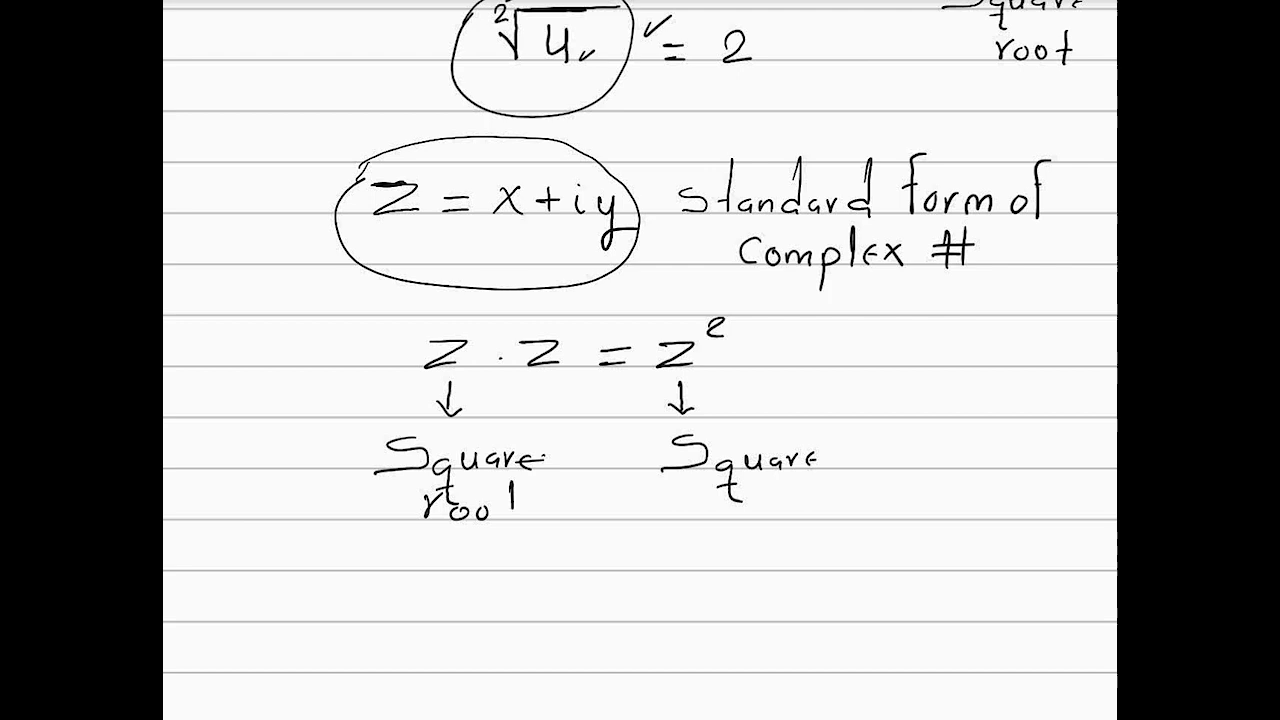 Square
²√4 = 2
root
z = x + iy standard form of
complex #
z . z = z²
↓ ↓
Square Square
root